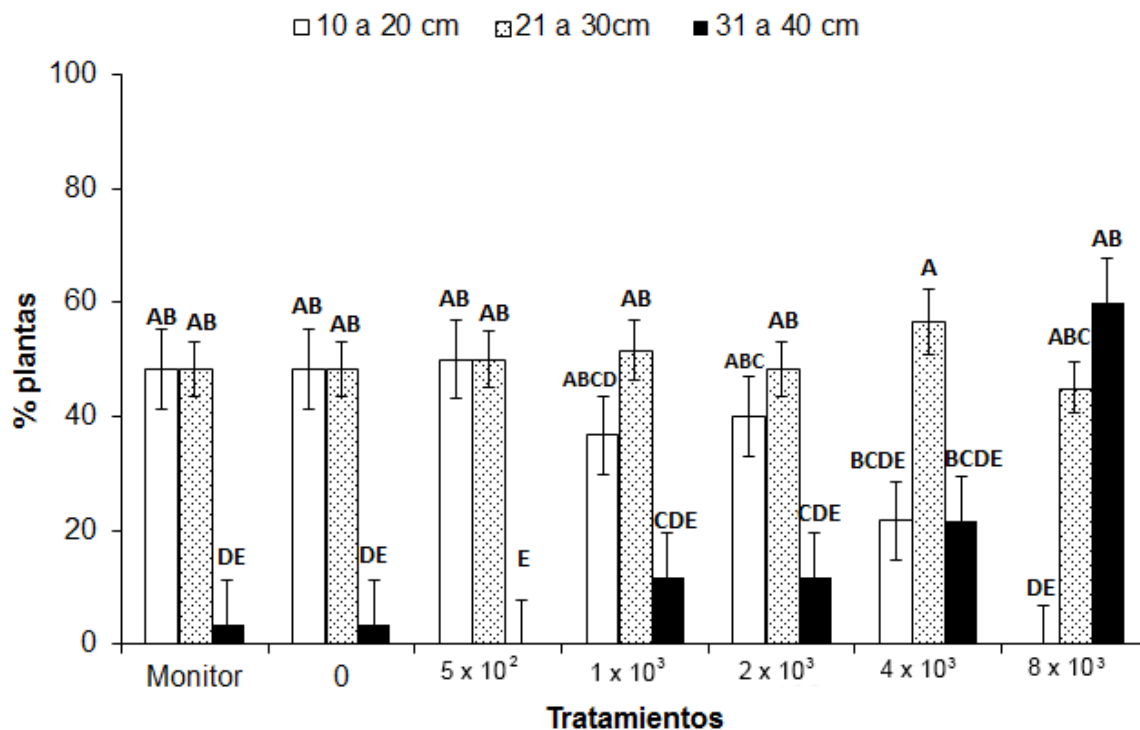 10 a 20 cm 21 a 30cm 31 a 40 cm
100
80
60
40
20
0
% plantas
AB AB DE
AB AB DE
AB AB E
ABCD AB CDE
ABC AB CDE
BCDE A BCDE
DE ABC AB
Monitor 0 5 x 10² 1 x 10³ 2 x 10³ 4 x 10³ 8 x 10³
Tratamientos